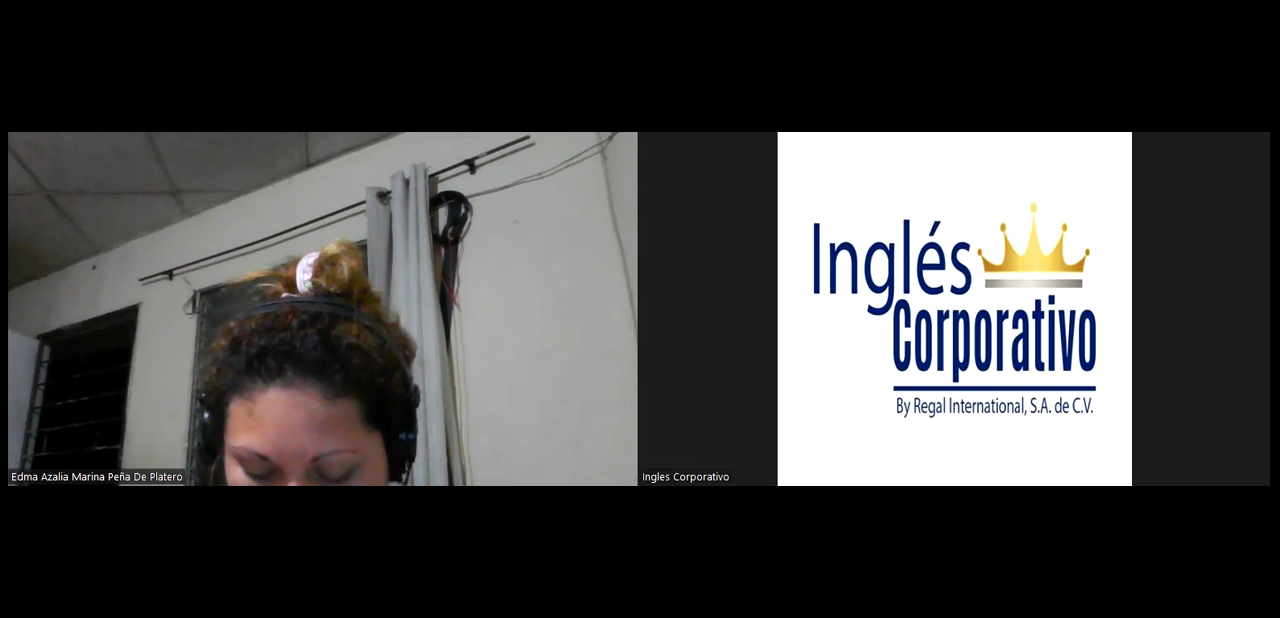 Inglés
Corporativo
By Regal International, S.A. de C.V.
Edma Azalia Marina Peña De Platero
Ingles Corporativo